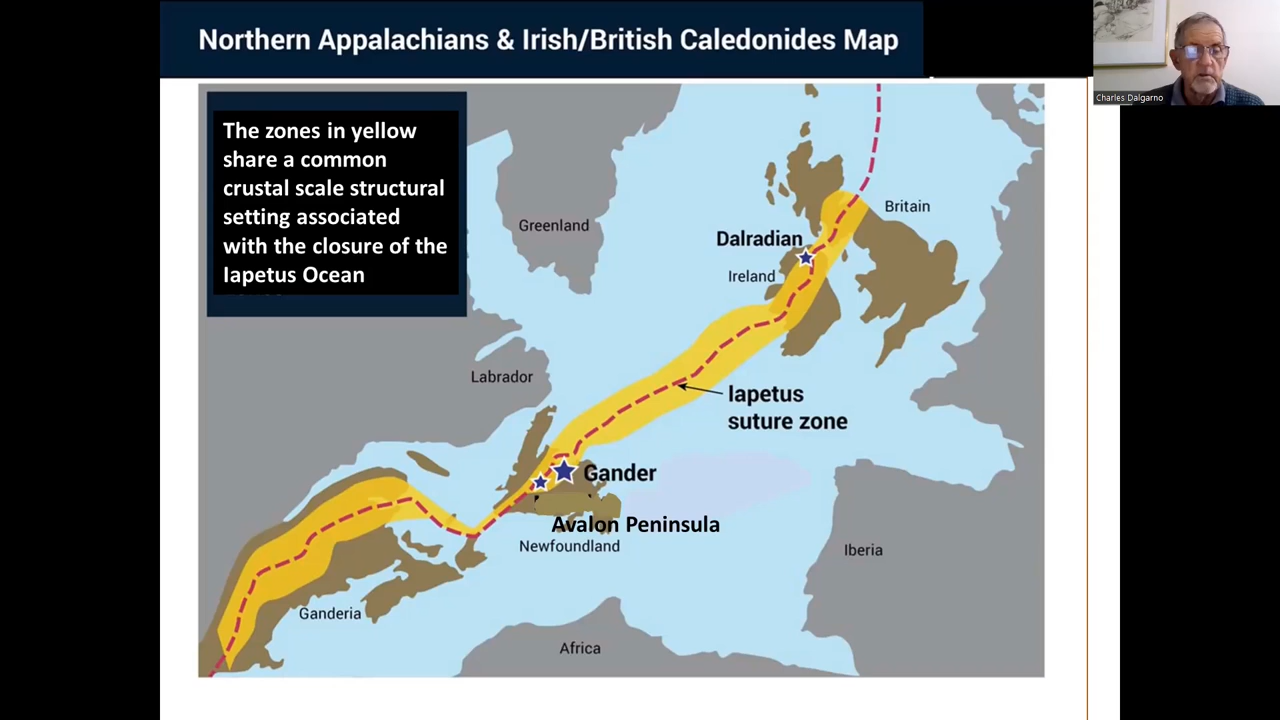 Northern Appalachians & Irish/British Caledonides Map
Charles Dalgarno
The zones in yellow
share a common
crustal scale structural
setting associated
with the closure of the
Iapetus Ocean
Greenland
Britain
Dalradian
Ireland
Labrador
Iapetus
suture zone
Gander
Avalon Peninsula
Newfoundland
Iberia
Ganderia
Africa